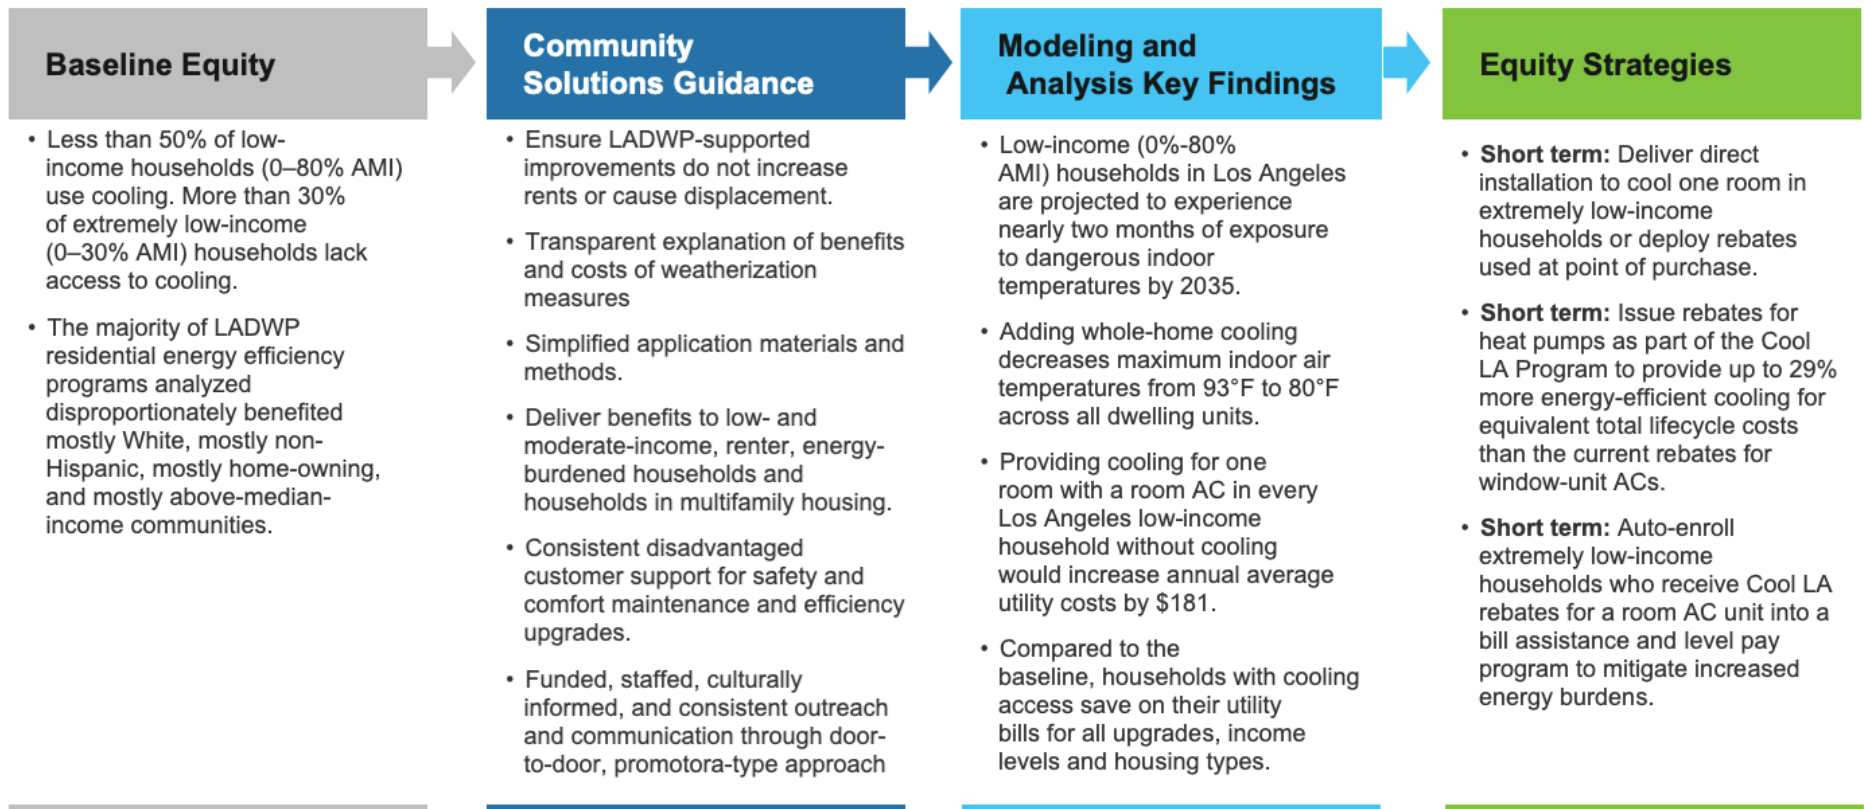 Baseline Equity
• Less than 50% of low-
income households (0–80% AMI)
use cooling. More than 30%
of extremely low-income
(0–30% AMI) households lack
access to cooling.
• The majority of LADWP
residential energy efficiency
programs analyzed
disproportionately benefited
mostly White, mostly non-
Hispanic, mostly home-owning,
and mostly above-median-
income communities.
Community
Solutions Guidance
• Ensure LADWP-supported
improvements do not increase
rents or cause displacement.
• Transparent explanation of benefits
and costs of weatherization
measures
• Simplified application materials and
methods.
• Deliver benefits to low- and
moderate-income, renter, energy-
burdened households and
households in multifamily housing.
• Consistent disadvantaged
customer support for safety and
comfort maintenance and efficiency
upgrades.
• Funded, staffed, culturally
informed, and consistent outreach
and communication through door-
to-door, promotora-type approach
Modeling and
Analysis Key Findings
• Low-income (0%-80%
AMI) households in Los Angeles
are projected to experience
nearly two months of exposure
to dangerous indoor
temperatures by 2035.
• Adding whole-home cooling
decreases maximum indoor air
temperatures from 93°F to 80°F
across all dwelling units.
• Providing cooling for one
room with a room AC in every
Los Angeles low-income
household without cooling
would increase annual average
utility costs by $181.
• Compared to the
baseline, households with cooling
access save on their utility
bills for all upgrades, income
levels and housing types.
Equity Strategies
• Short term: Deliver direct
installation to cool one room in
extremely low-income
households or deploy rebates
used at point of purchase.
• Short term: Issue rebates for
heat pumps as part of the Cool
LA Program to provide up to 29%
more energy-efficient cooling for
equivalent total lifecycle costs
than the current rebates for
window-unit ACs.
• Short term: Auto-enroll
extremely low-income
households who receive Cool LA
rebates for a room AC unit into a
bill assistance and level pay
program to mitigate increased
energy burdens.